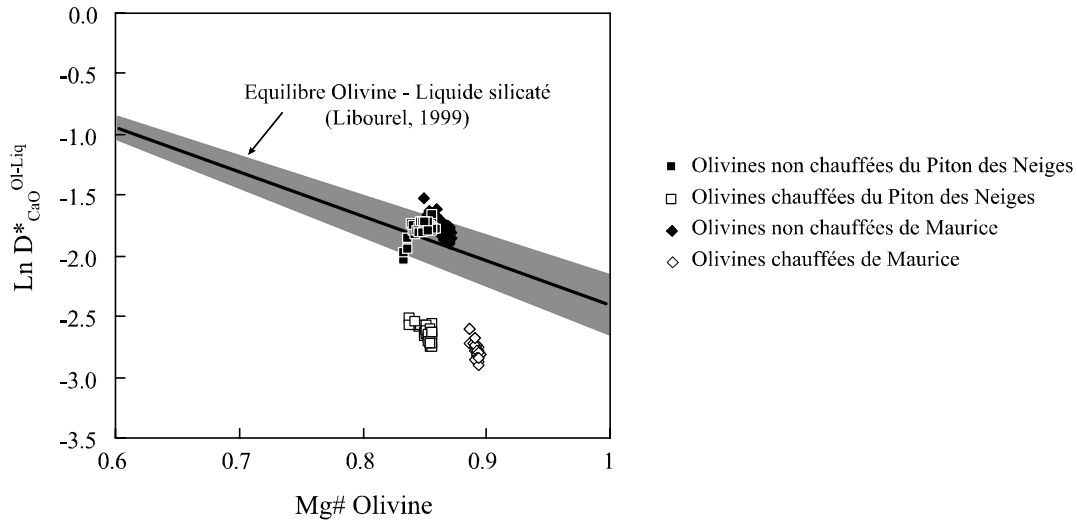 0.0
-0.5
-1.0
-1.5
-2.0
-2.5
-3.0
-3.5
Ln D*CaO Ol-Liq
Equilibre Olivine - Liquide silicaté
(Libourel, 1999)
0.6 0.7 0.8 0.9 1
Mg# Olivine
Olivines non chauffées du Piton des Neiges
Olivines chauffées du Piton des Neiges
Olivines non chauffées de Maurice
Olivines chauffées de Maurice